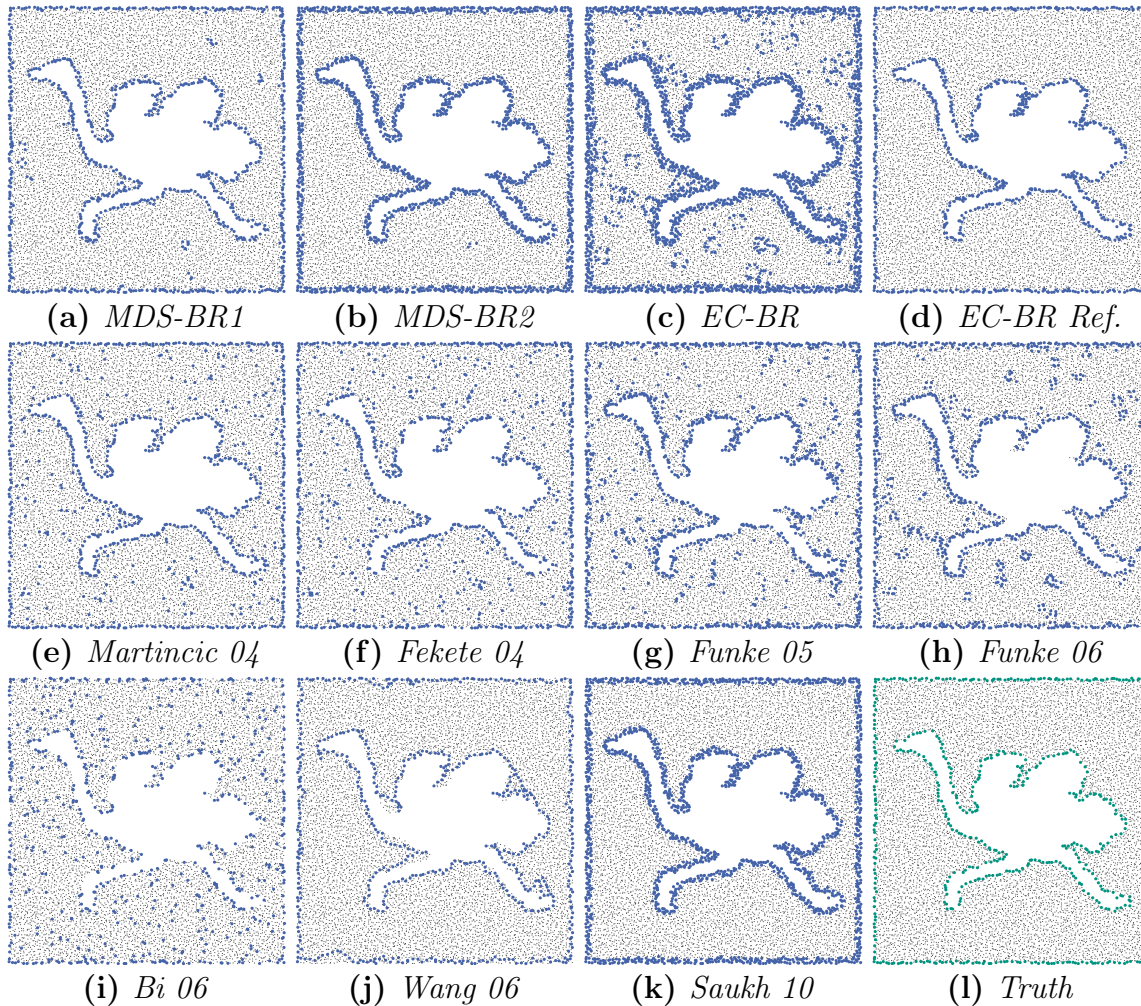 (a) MDS-BR1 (b) MDS-BR2 (c) EC-BR (d) EC-BR Ref.
(e) Martincic 04 (f) Fekete 04 (g) Funke 05 (h) Funke 06
(i) Bi 06 (j) Wang 06 (k) Saukh 10 (l) Truth